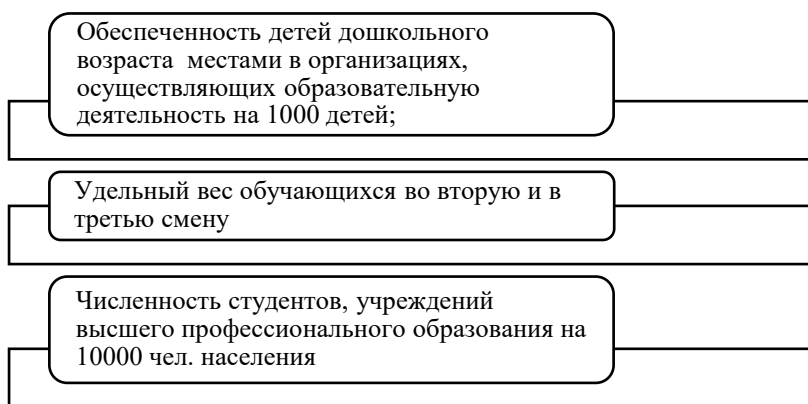 Обеспеченность детей дошкольного
возраста  местами в организациях,
осуществляющих образовательную
деятельность на 1000 детей;
Удельный вес обучающихся во вторую и в
третью смену
Численность студентов, учреждений
высшего профессионального образования на
10000 чел. населения